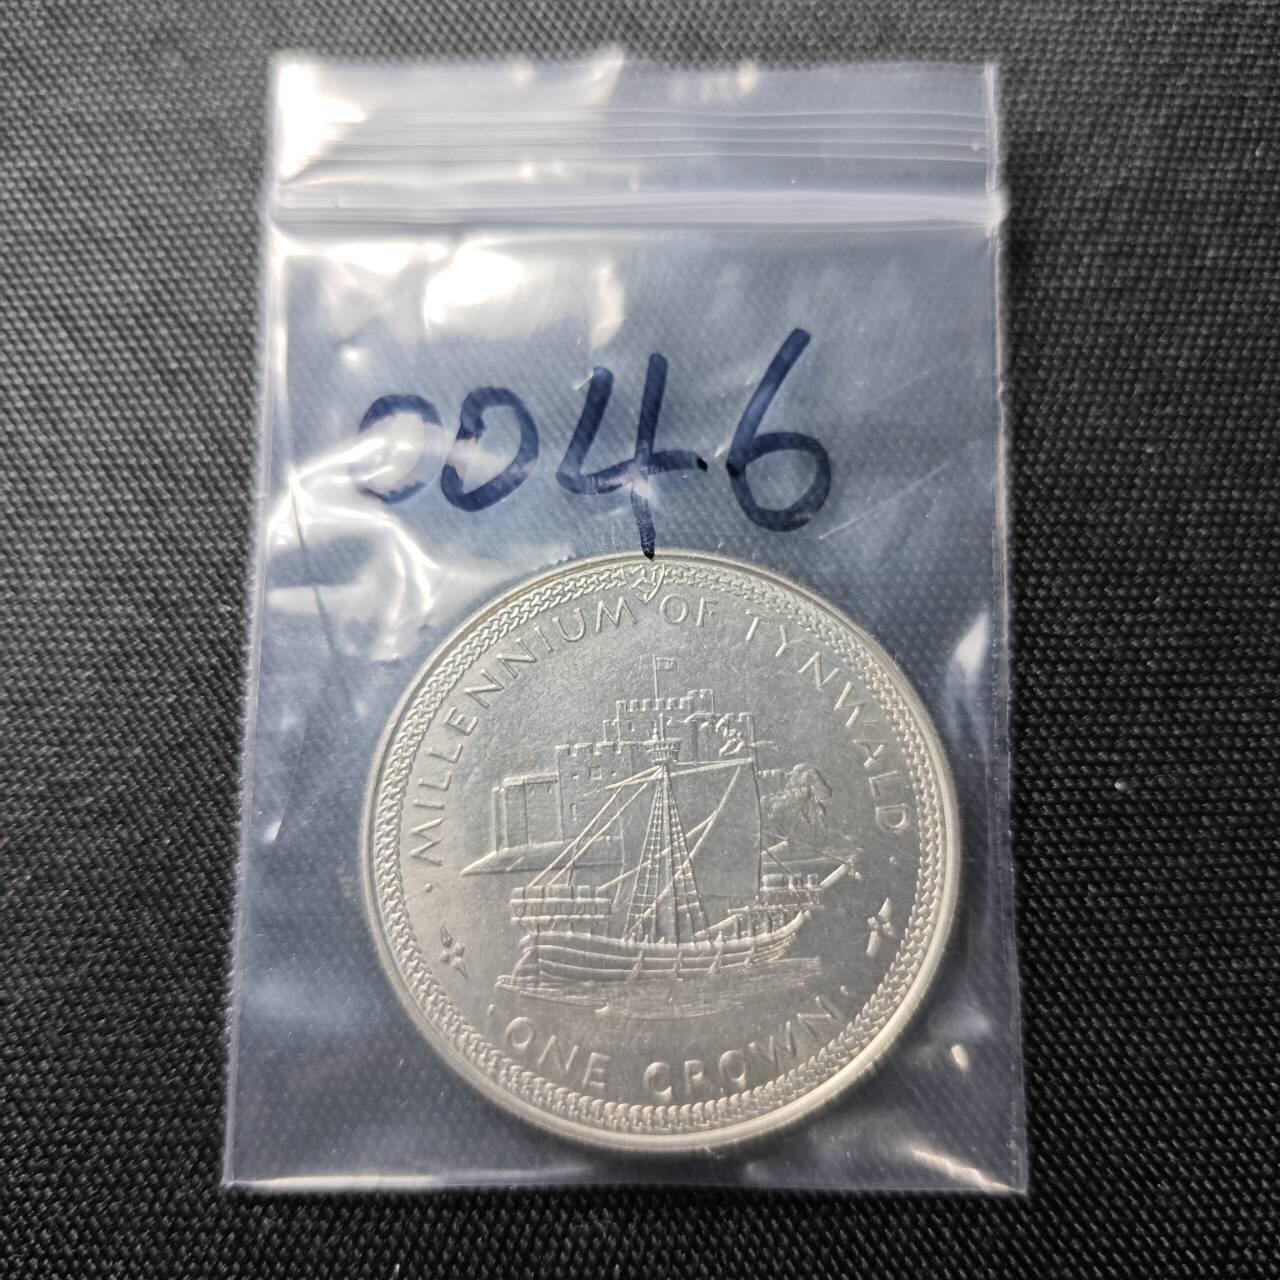 0046
· MILLENNIUM OF TYNWALD ·
· ONE CROWN ·